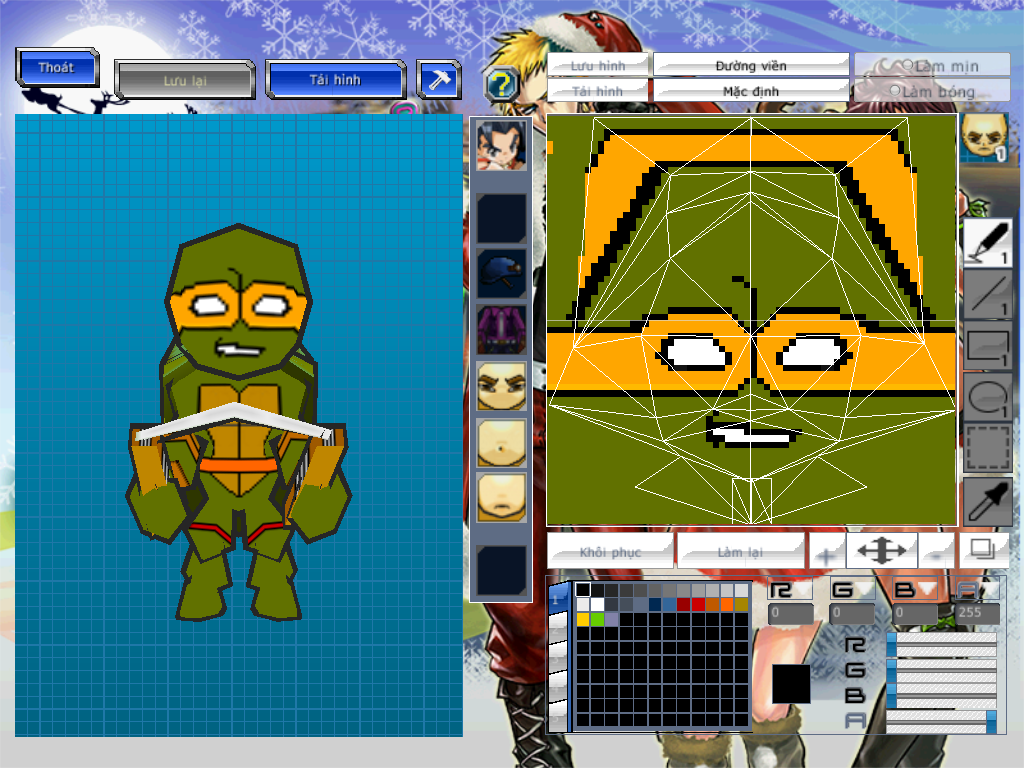 Thoát
Lưu lại
Tải hình
?
Lưu hình
Đường viền
Làm mịn
Tải hình
Mặc định
Làm bóng
1
1
1
1
1
Khôi phục
Làm lại
+
-
1
R
G
B
A
0
0
0
255
R
G
B
A